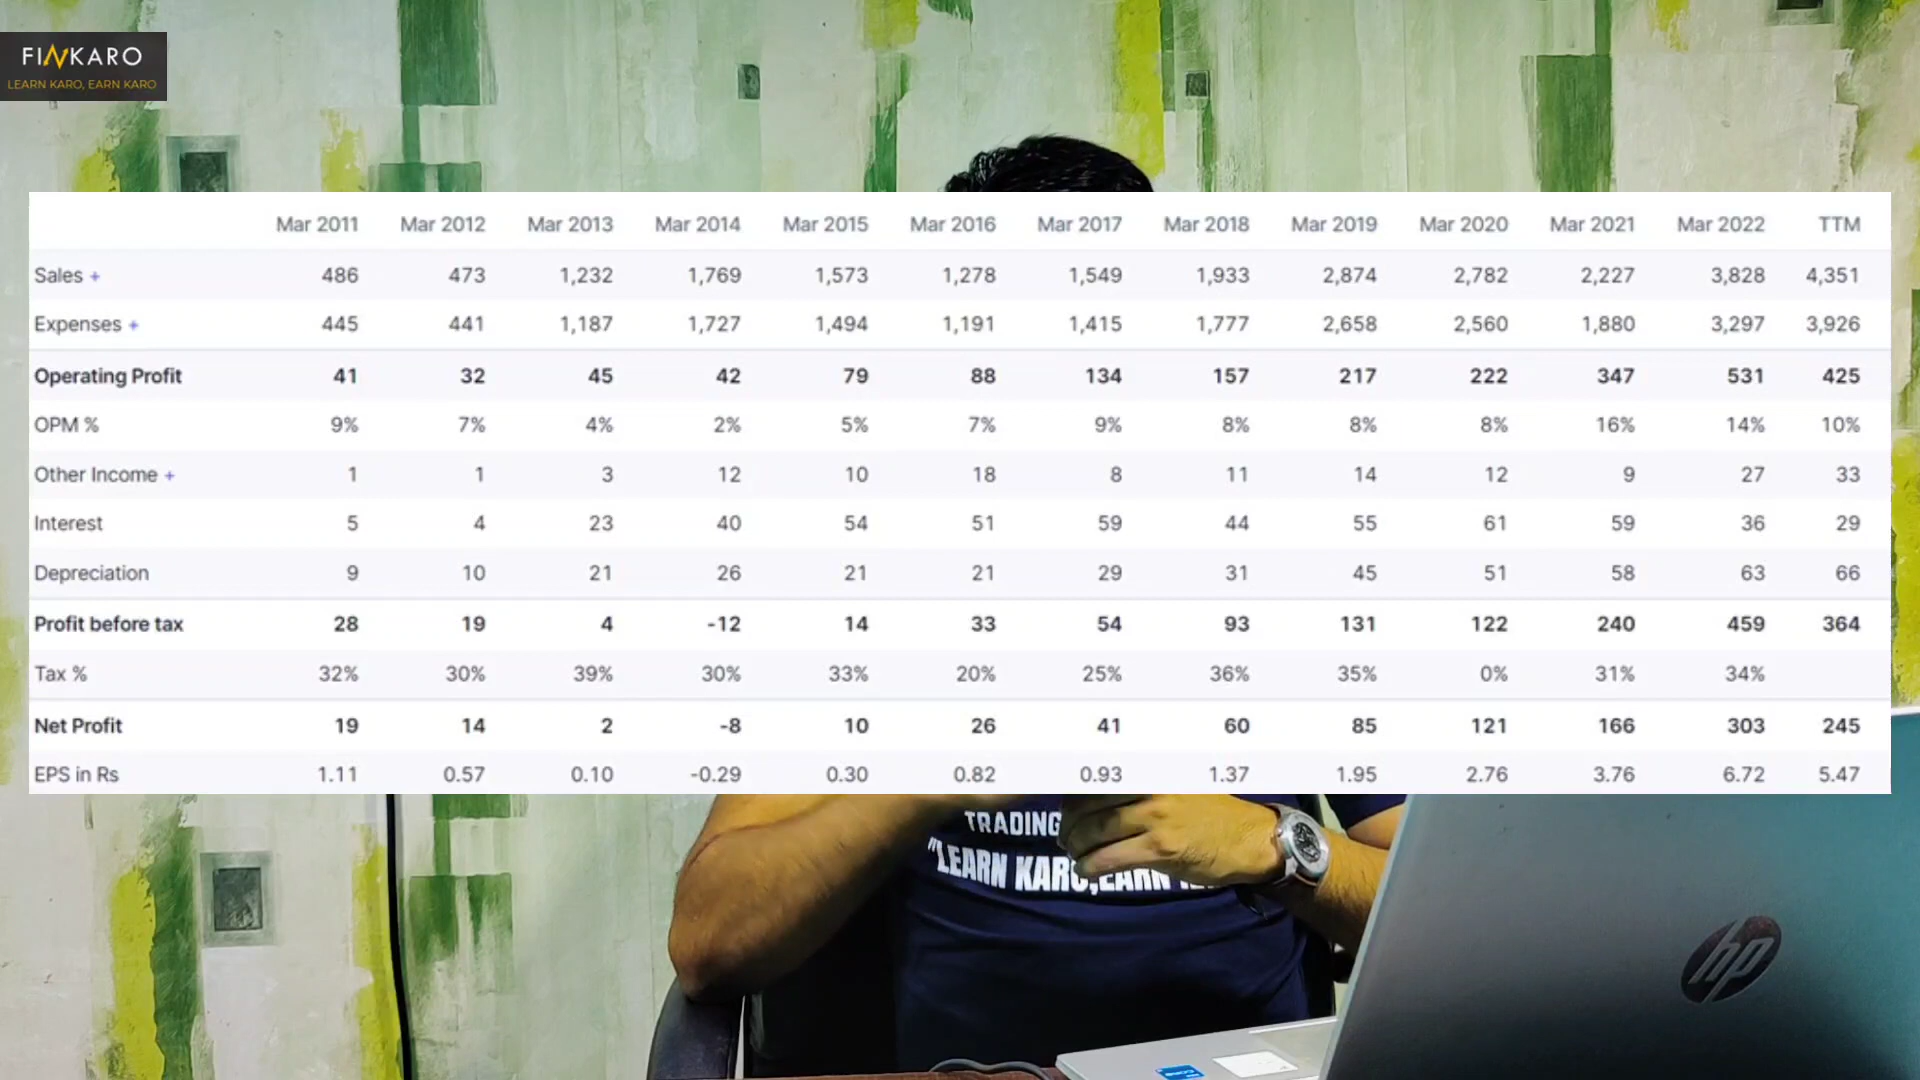 FINKARO
LEARN KARO, EARN KARO
Mar 2011 Mar 2012 Mar 2013 Mar 2014 Mar 2015 Mar 2016 Mar 2017 Mar 2018 Mar 2019 Mar 2020 Mar 2021 Mar 2022 TTM
Sales + 486 473 1,232 1,769 1,573 1,278 1,549 1,933 2,874 2,782 2,227 3,828 4,351
Expenses + 445 441 1,187 1,727 1,494 1,191 1,415 1,777 2,658 2,560 1,880 3,297 3,926
Operating Profit 41 32 45 42 79 88 134 157 217 222 347 531 425
OPM % 9% 7% 4% 2% 5% 7% 9% 8% 8% 8% 16% 14% 10%
Other Income + 1 1 3 12 10 18 8 11 14 12 9 27 33
Interest 5 4 23 40 54 51 59 44 55 61 59 36 29
Depreciation 9 10 21 26 21 21 29 31 45 51 58 63 66
Profit before tax 28 19 4 -12 14 33 54 93 131 122 240 459 364
Tax % 32% 30% 39% 30% 33% 20% 25% 36% 35% 0% 31% 34%
Net Profit 19 14 2 -8 10 26 41 60 85 121 166 303 245
EPS in Rs 1.11 0.57 0.10 -0.29 0.30 0.82 0.93 1.37 1.95 2.76 3.76 6.72 5.47
TRADING
"LEARN KARO,EARN
hp